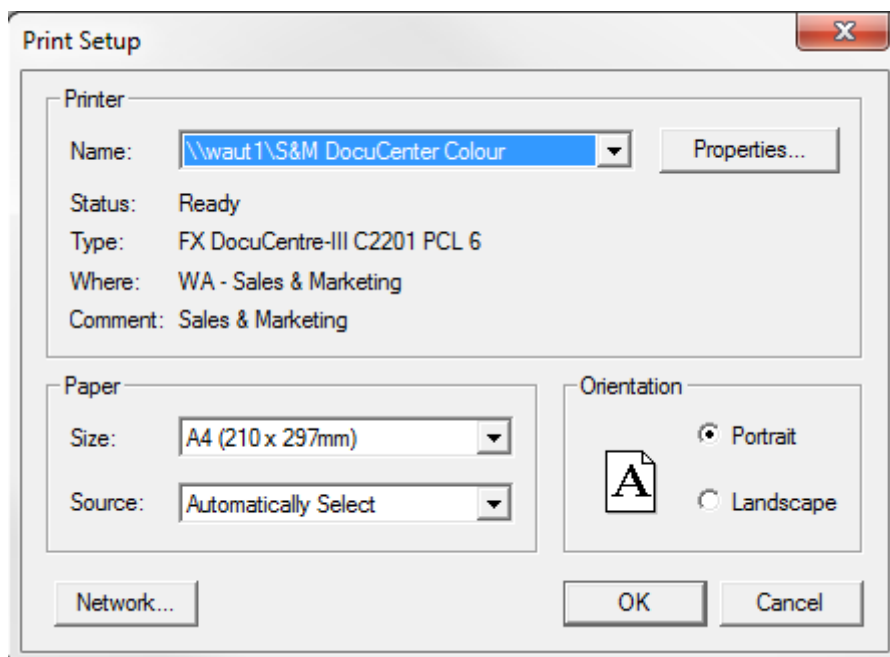 Print Setup
Printer
Name: \\waut1\S&M DocuCenter Colour Properties...
Status: Ready
Type: FX DocuCentre-III C2201 PCL 6
Where: WA - Sales & Marketing
Comment: Sales & Marketing
Paper
Size: A4 (210 x 297mm)
Source: Automatically Select
Orientation
A
Portrait
Landscape
Network... OK Cancel